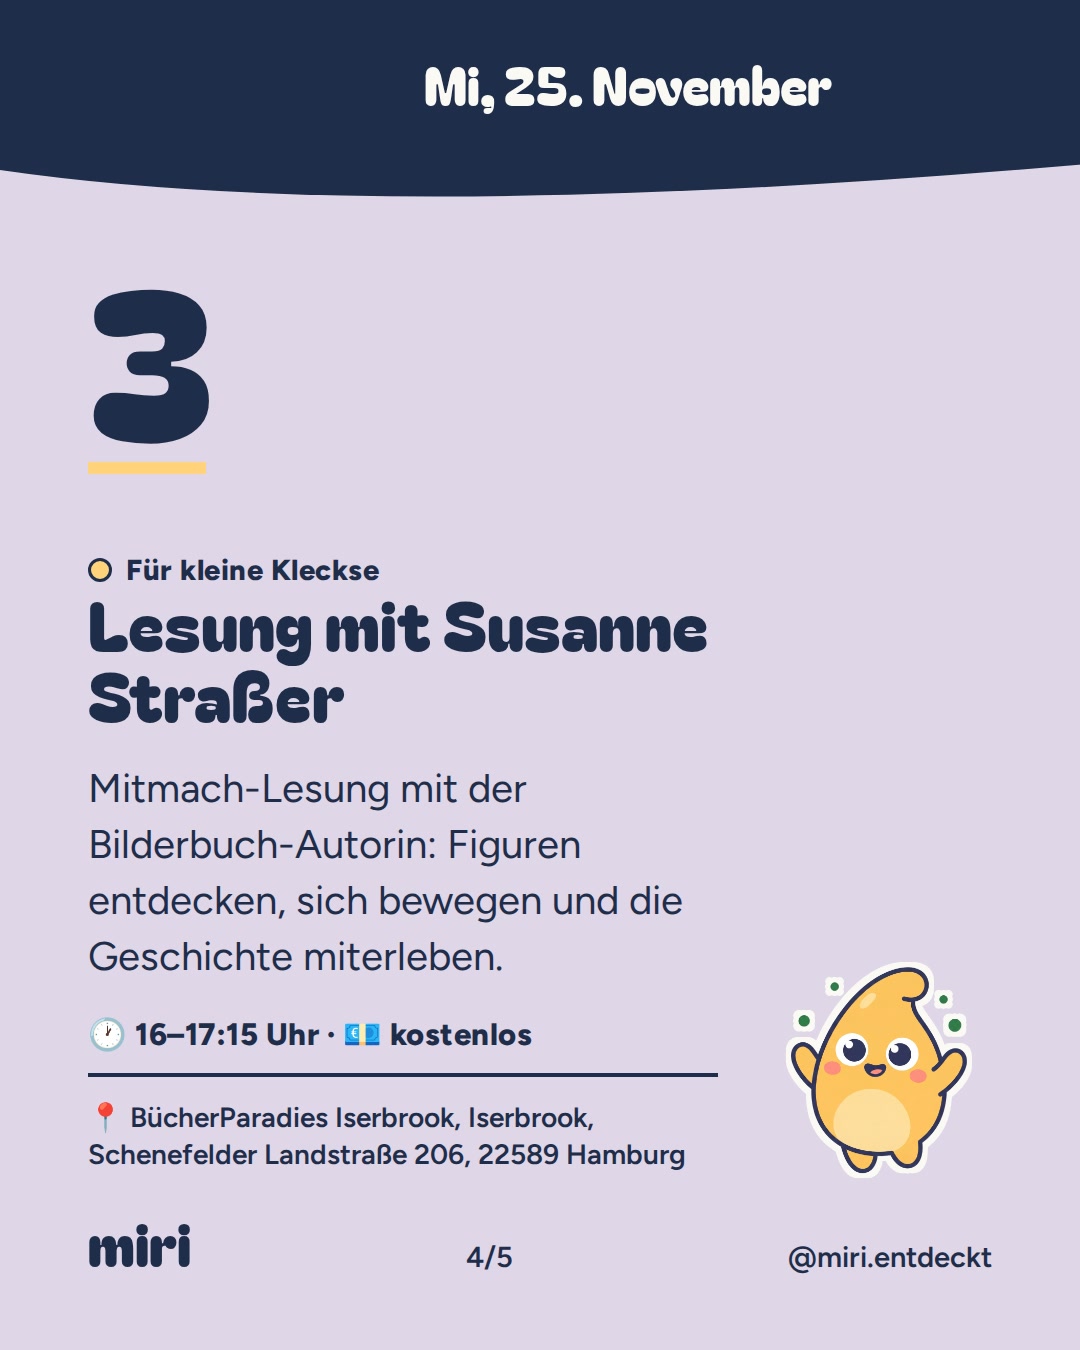 Mi, 25. November
3
Für kleine Kleckse
Lesung mit Susanne
Straßer
Mitmach-Lesung mit der
Bilderbuch-Autorin: Figuren
entdecken, sich bewegen und die
Geschichte miterleben.
🕐 16–17:15 Uhr · 💶 kostenlos
📍 BücherParadies Iserbrook, Iserbrook,
Schenefelder Landstraße 206, 22589 Hamburg
miri
4/5
@miri.entdeckt